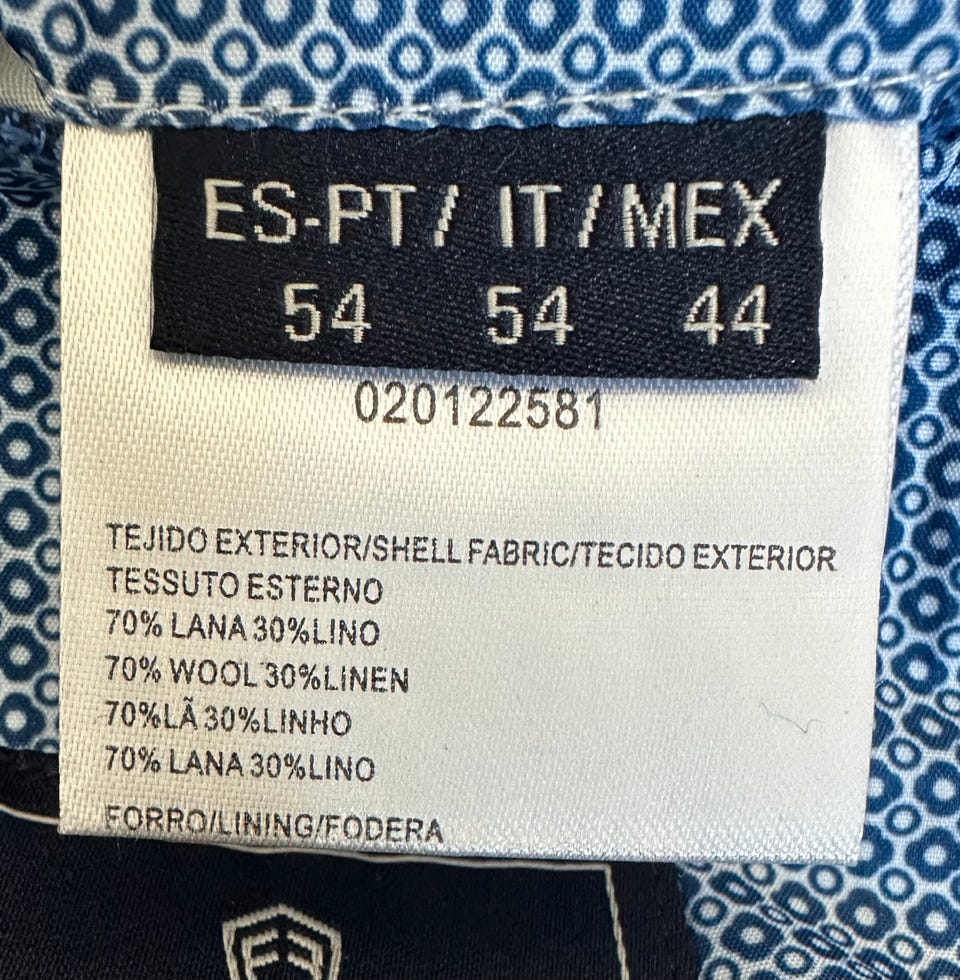 ES-PT / IT / MEX
54 54 44
020122581
TEJIDO EXTERIOR/SHELL FABRIC/TECIDO EXTERIOR
TESSUTO ESTERNO
70% LANA 30%LINO
70% WOOL 30%LINEN
70%LÃ 30%LINHO
70% LANA 30%LINO
FORRO/LINING/FODERA